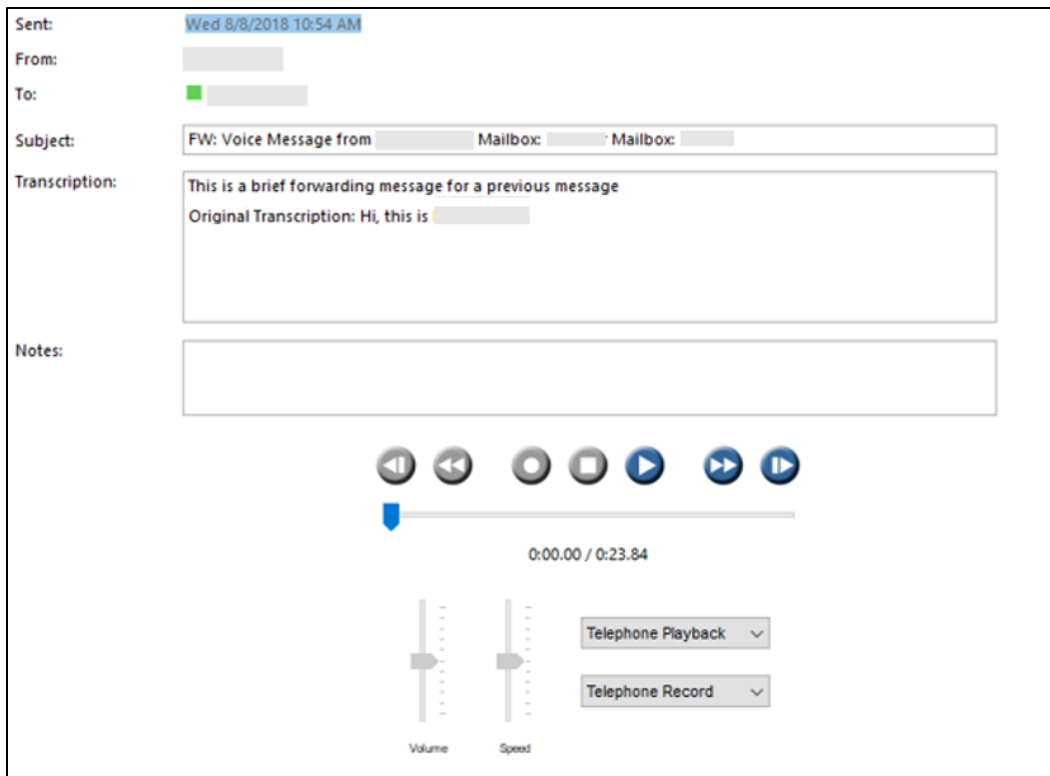 Sent: Wed 8/8/2018 10:54 AM
From:
To:
Subject: FW: Voice Message from Mailbox: Mailbox:
Transcription: This is a brief forwarding message for a previous message
Original Transcription: Hi, this is
Notes:
0:00.00 / 0:23.84
Telephone Playback
Telephone Record
Volume Speed